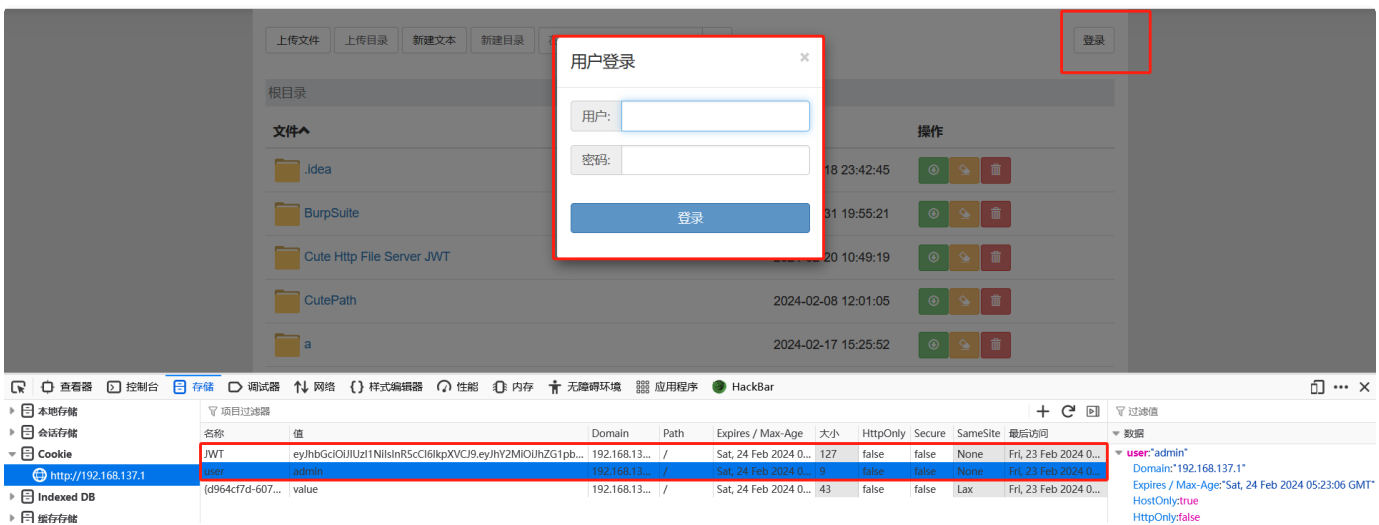 上传文件 上传目录 新建文本 新建目录 登录
用户登录 ×
根目录
用户:
文件 操作
密码:
.idea 18 23:42:45
BurpSuite 31 19:55:21
登录
Cute Http File Server JWT 20 10:49:19
CutePath 2024-02-08 12:01:05
a 2024-02-17 15:25:52
查看器 控制台 存储 调试器 网络 {} 样式编辑器 性能 内存 无障碍环境 应用程序 HackBar
本地存储 项目过滤器 过滤值
会话存储 名称 值 Domain Path Expires / Max-Age 大小 HttpOnly Secure SameSite 最后访问 数据
Cookie JWT 192.168.13... / Sat, 24 Feb 2024 0... 127 false false None Fri, 23 Feb 2024 0... user:"admin"
http://192.168.137.1 user admin 192.168.13... / Sat, 24 Feb 2024 0... 9 false false None Fri, 23 Feb 2024 0... Domain:"192.168.137.1"
Indexed DB {d964cf7d-607... value 192.168.13... / Sat, 24 Feb 2024 0... 43 false false Lax Fri, 23 Feb 2024 0... Expires / Max-Age:"Sat, 24 Feb 2024 05:23:06 GMT"
HostOnly:true
缓存存储 HttpOnly:false